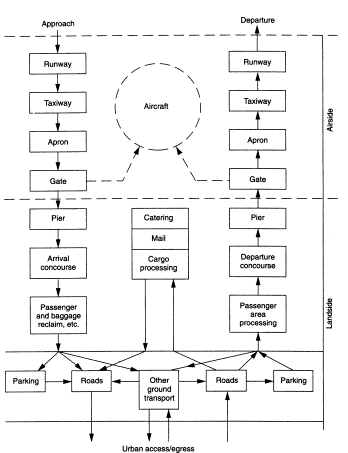 Approach
Departure
Runway
Runway
Taxiway
Aircraft
Taxiway
Airside
Apron
Apron
Gate
Gate
Pier
Catering
Pier
Mail
Arrival
concourse
Cargo
processing
Departure
concourse
Landside
Passenger
and baggage
reclaim, etc.
Passenger
area
processing
Parking
Roads
Other
ground
transport
Roads
Parking
Urban access/egress